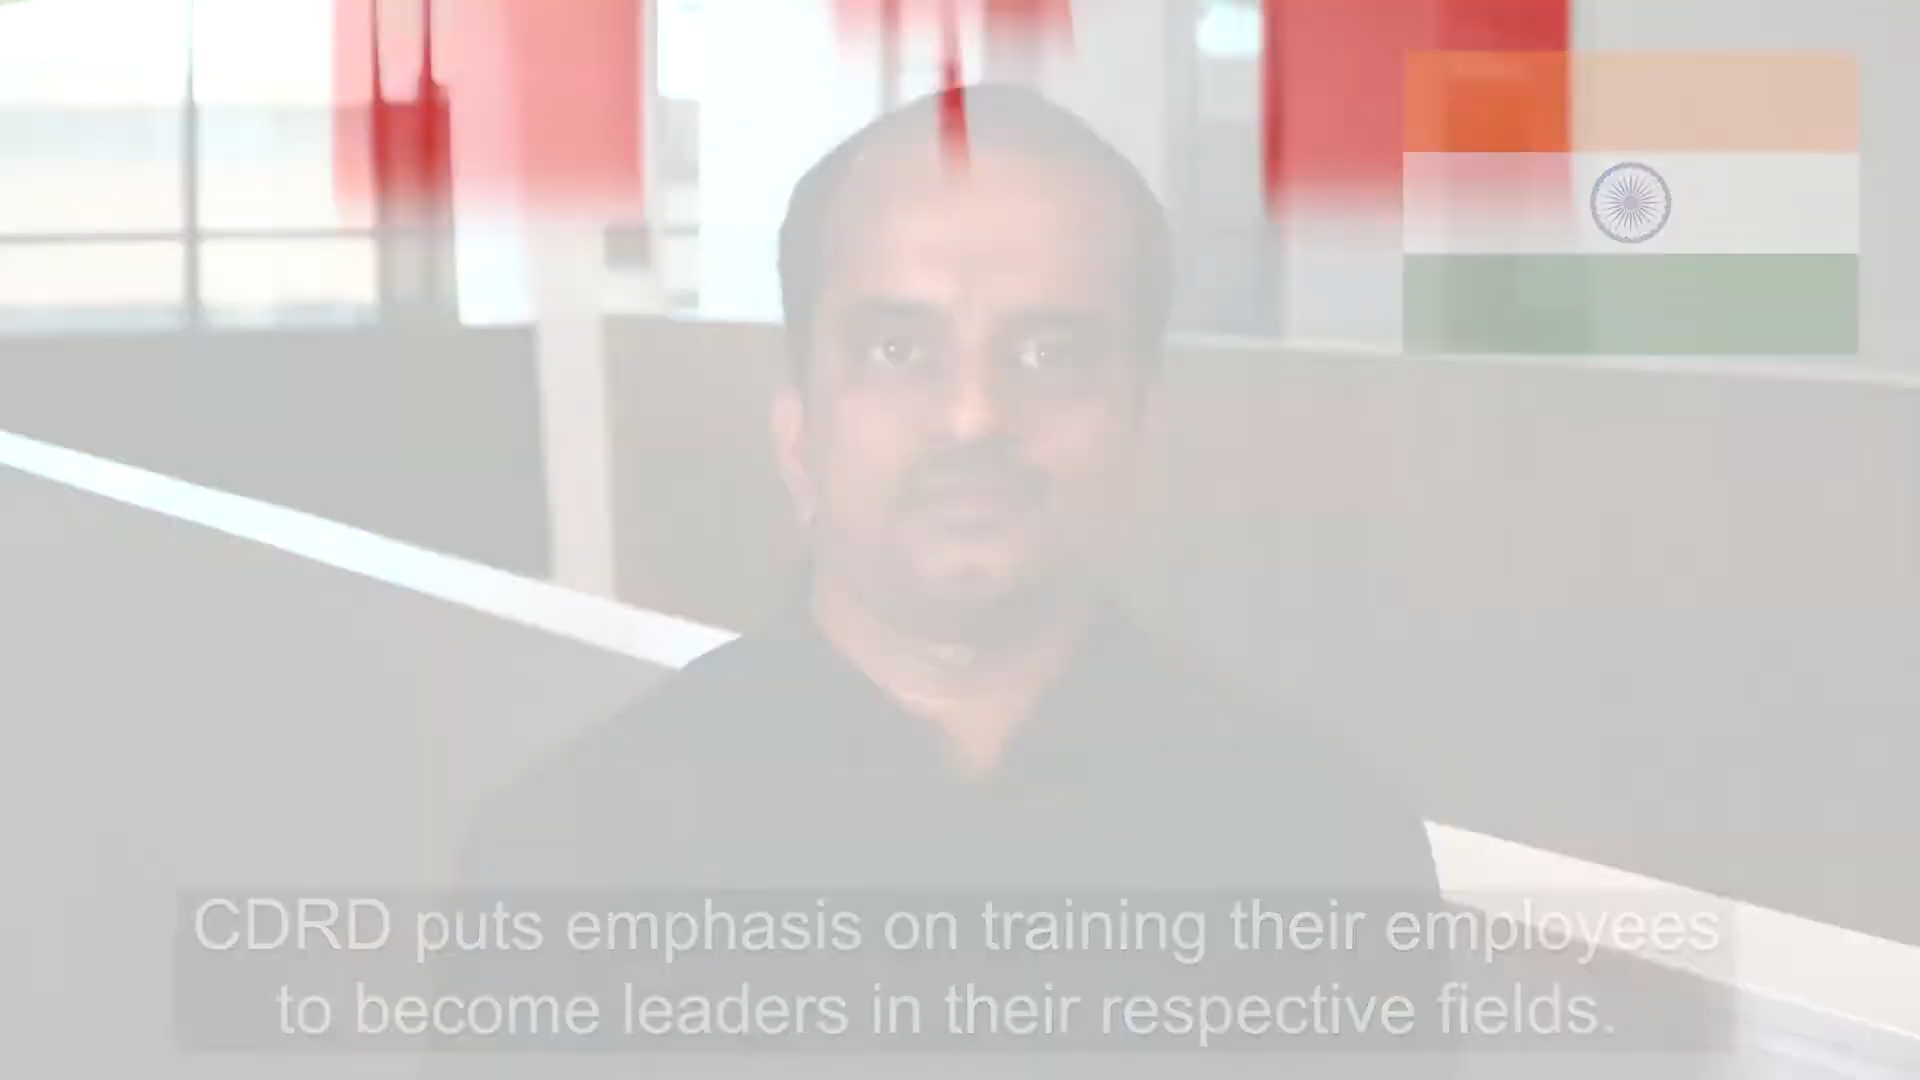 CDRD puts emphasis on training their employees
to become leaders in their respective fields.